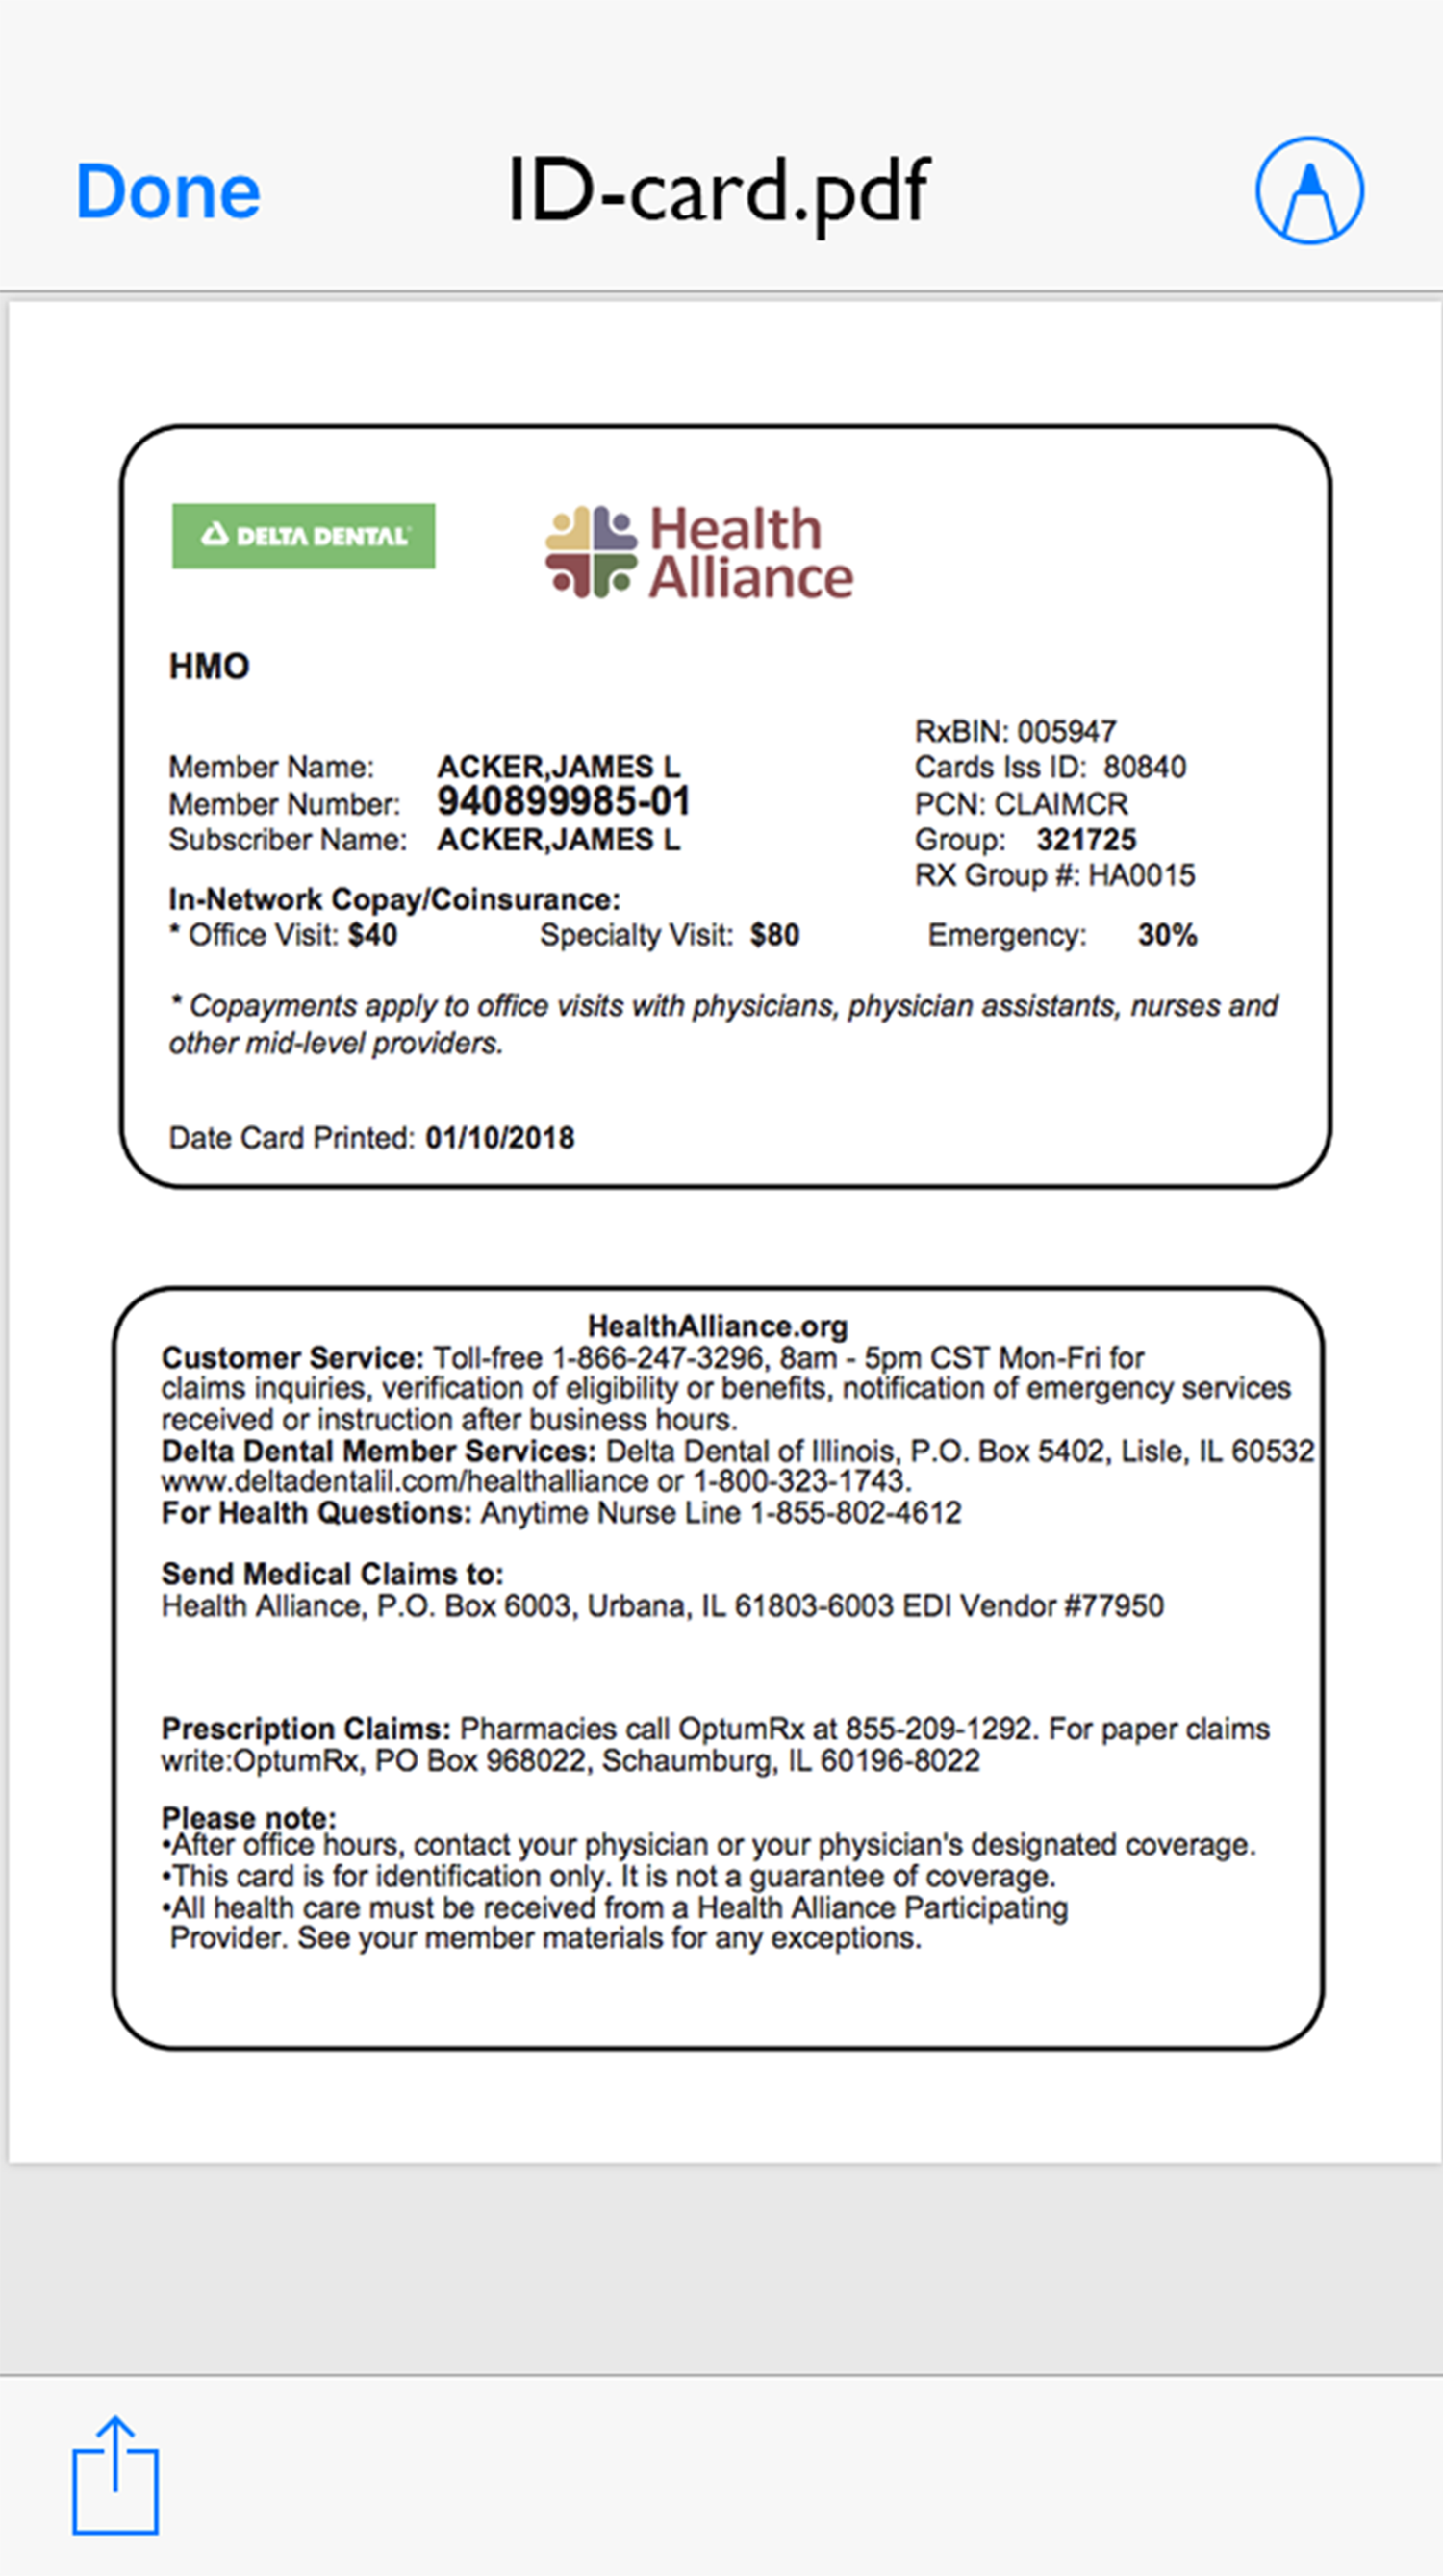 Done ID-card.pdf
DELTA DENTAL
Health
Alliance
HMO
RxBIN: 005947
Member Name: ACKER,JAMES L Cards Iss ID: 80840
Member Number: 940899985-01 PCN: CLAIMCR
Subscriber Name: ACKER,JAMES L Group: 321725
RX Group #: HA0015
In-Network Copay/Coinsurance:
* Office Visit: $40 Specialty Visit: $80 Emergency: 30%
* Copayments apply to office visits with physicians, physician assistants, nurses and
other mid-level providers.
Date Card Printed: 01/10/2018
HealthAlliance.org
Customer Service: Toll-free 1-866-247-3296, 8am - 5pm CST Mon-Fri for
claims inquiries, verification of eligibility or benefits, notification of emergency services
received or instruction after business hours.
Delta Dental Member Services: Delta Dental of Illinois, P.O. Box 5402, Lisle, IL 60532
www.deltadentalil.com/healthalliance or 1-800-323-1743.
For Health Questions: Anytime Nurse Line 1-855-802-4612
Send Medical Claims to:
Health Alliance, P.O. Box 6003, Urbana, IL 61803-6003 EDI Vendor #77950
Prescription Claims: Pharmacies call OptumRx at 855-209-1292. For paper claims
write:OptumRx, PO Box 968022, Schaumburg, IL 60196-8022
Please note:
•After office hours, contact your physician or your physician's designated coverage.
•This card is for identification only. It is not a guarantee of coverage.
•All health care must be received from a Health Alliance Participating
Provider. See your member materials for any exceptions.